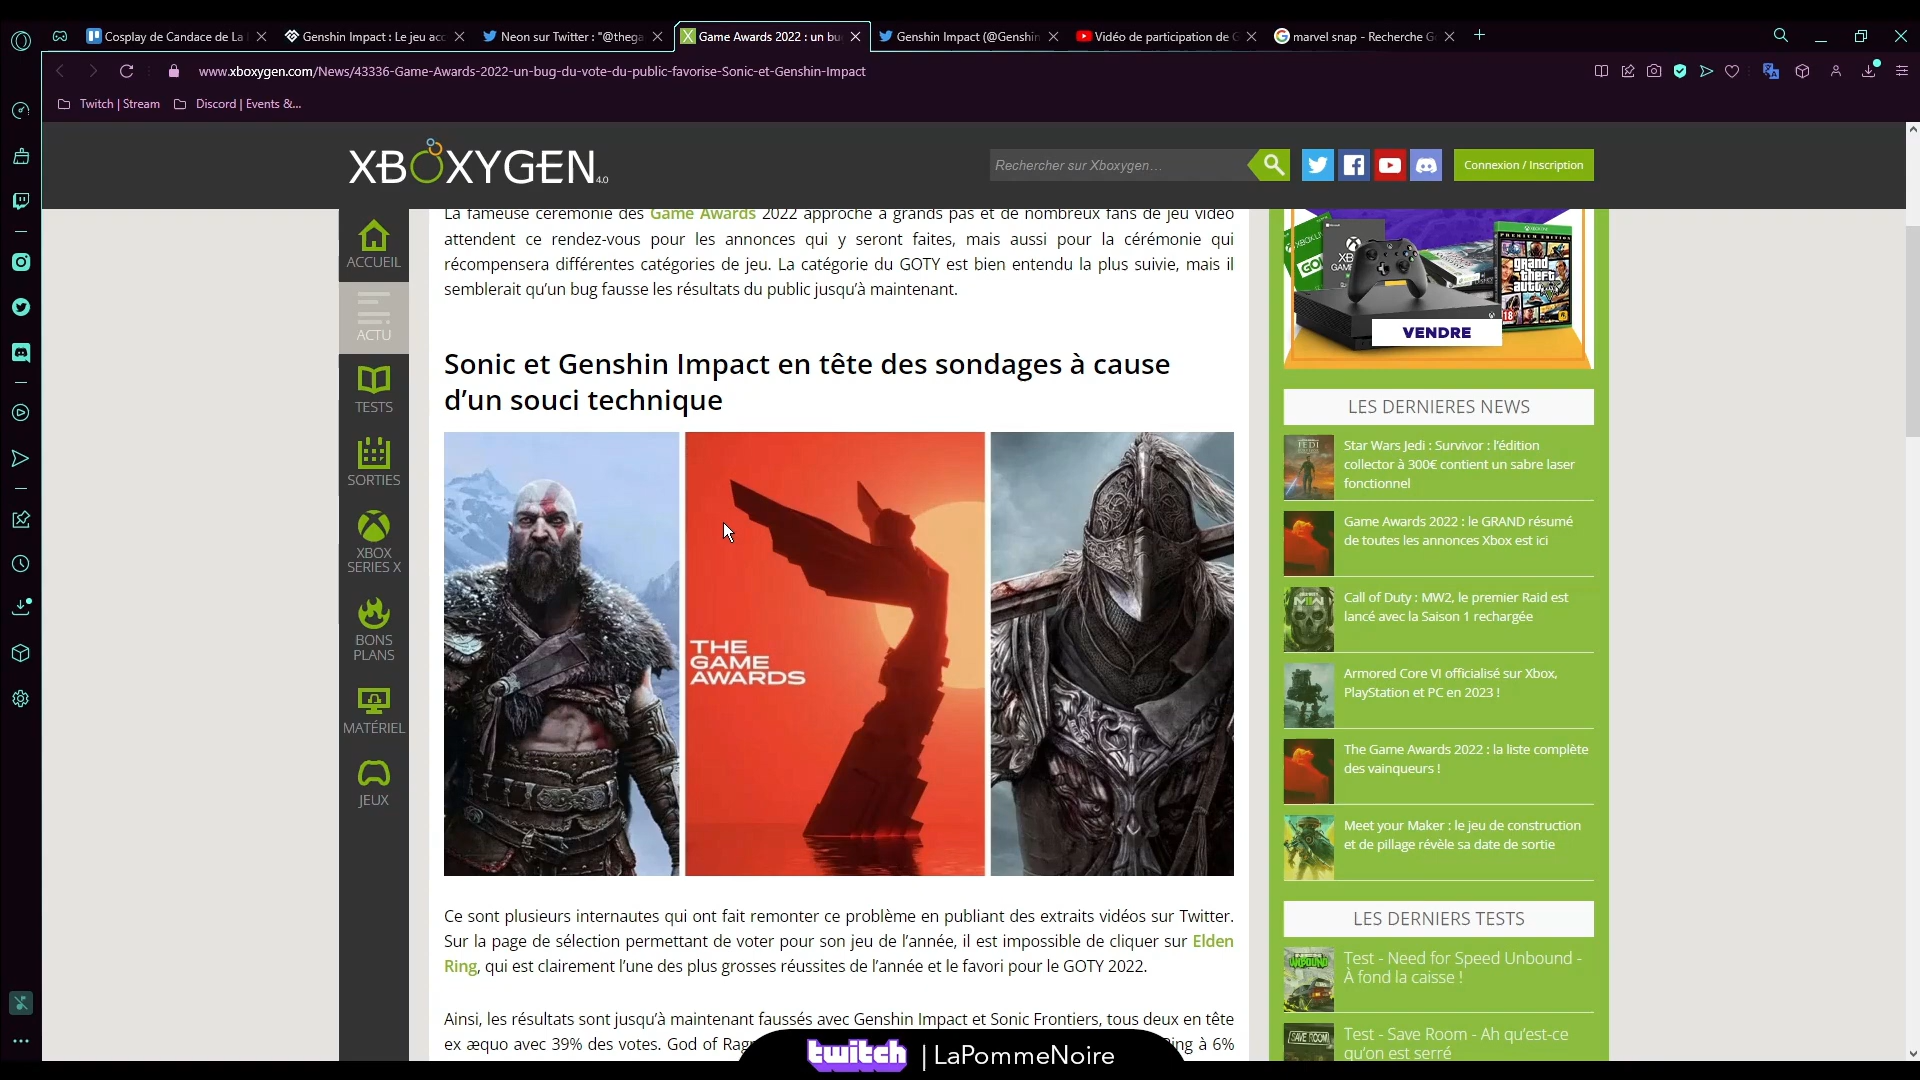 Cosplay de Candace de La
Genshin Impact : Le jeu acc
Neon sur Twitter : "@thega
Game Awards 2022 : un bu
Genshin Impact (@Genshin
Vidéo de participation de G
marvel snap - Recherche G
www.xboxygen.com/News/43336-Game-Awards-2022-un-bug-du-vote-du-public-favorise-Sonic-et-Genshin-Impact
Twitch | Stream
Discord | Events &...
XBOXYGEN 4.0
Rechercher sur Xboxygen...
Connexion / Inscription
ACCUEIL
ACTU
TESTS
SORTIES
XBOX
SERIES X
BONS
PLANS
MATÉRIEL
JEUX
La fameuse cérémonie des Game Awards 2022 approche à grands pas et de nombreux fans de jeu vidéo
attendent ce rendez-vous pour les annonces qui y seront faites, mais aussi pour la cérémonie qui
récompensera différentes catégories de jeu. La catégorie du GOTY est bien entendu la plus suivie, mais il
semblerait qu'un bug fausse les résultats du public jusqu'à maintenant.
Sonic et Genshin Impact en tête des sondages à cause
d'un souci technique
THE
GAME
AWARDS
Ce sont plusieurs internautes qui ont fait remonter ce problème en publiant des extraits vidéos sur Twitter.
Sur la page de sélection permettant de voter pour son jeu de l'année, il est impossible de cliquer sur Elden
Ring, qui est clairement l'une des plus grosses réussites de l'année et le favori pour le GOTY 2022.
Ainsi, les résultats sont jusqu'à maintenant faussés avec Genshin Impact et Sonic Frontiers, tous deux en tête
ex æquo avec 39% des votes. God of Rag
Ring à 6%
grand
theft
auto
VENDRE
LES DERNIERES NEWS
Star Wars Jedi : Survivor : l'édition
collector à 300€ contient un sabre laser
fonctionnel
Game Awards 2022 : le GRAND résumé
de toutes les annonces Xbox est ici
Call of Duty : MW2, le premier Raid est
lancé avec la Saison 1 rechargée
Armored Core VI officialisé sur Xbox,
PlayStation et PC en 2023 !
The Game Awards 2022 : la liste complète
des vainqueurs !
Meet your Maker : le jeu de construction
et de pillage révèle sa date de sortie
LES DERNIERS TESTS
Test - Need for Speed Unbound -
À fond la caisse !
Test - Save Room - Ah qu'est-ce
qu'on est serré
twitch | LaPommeNoire